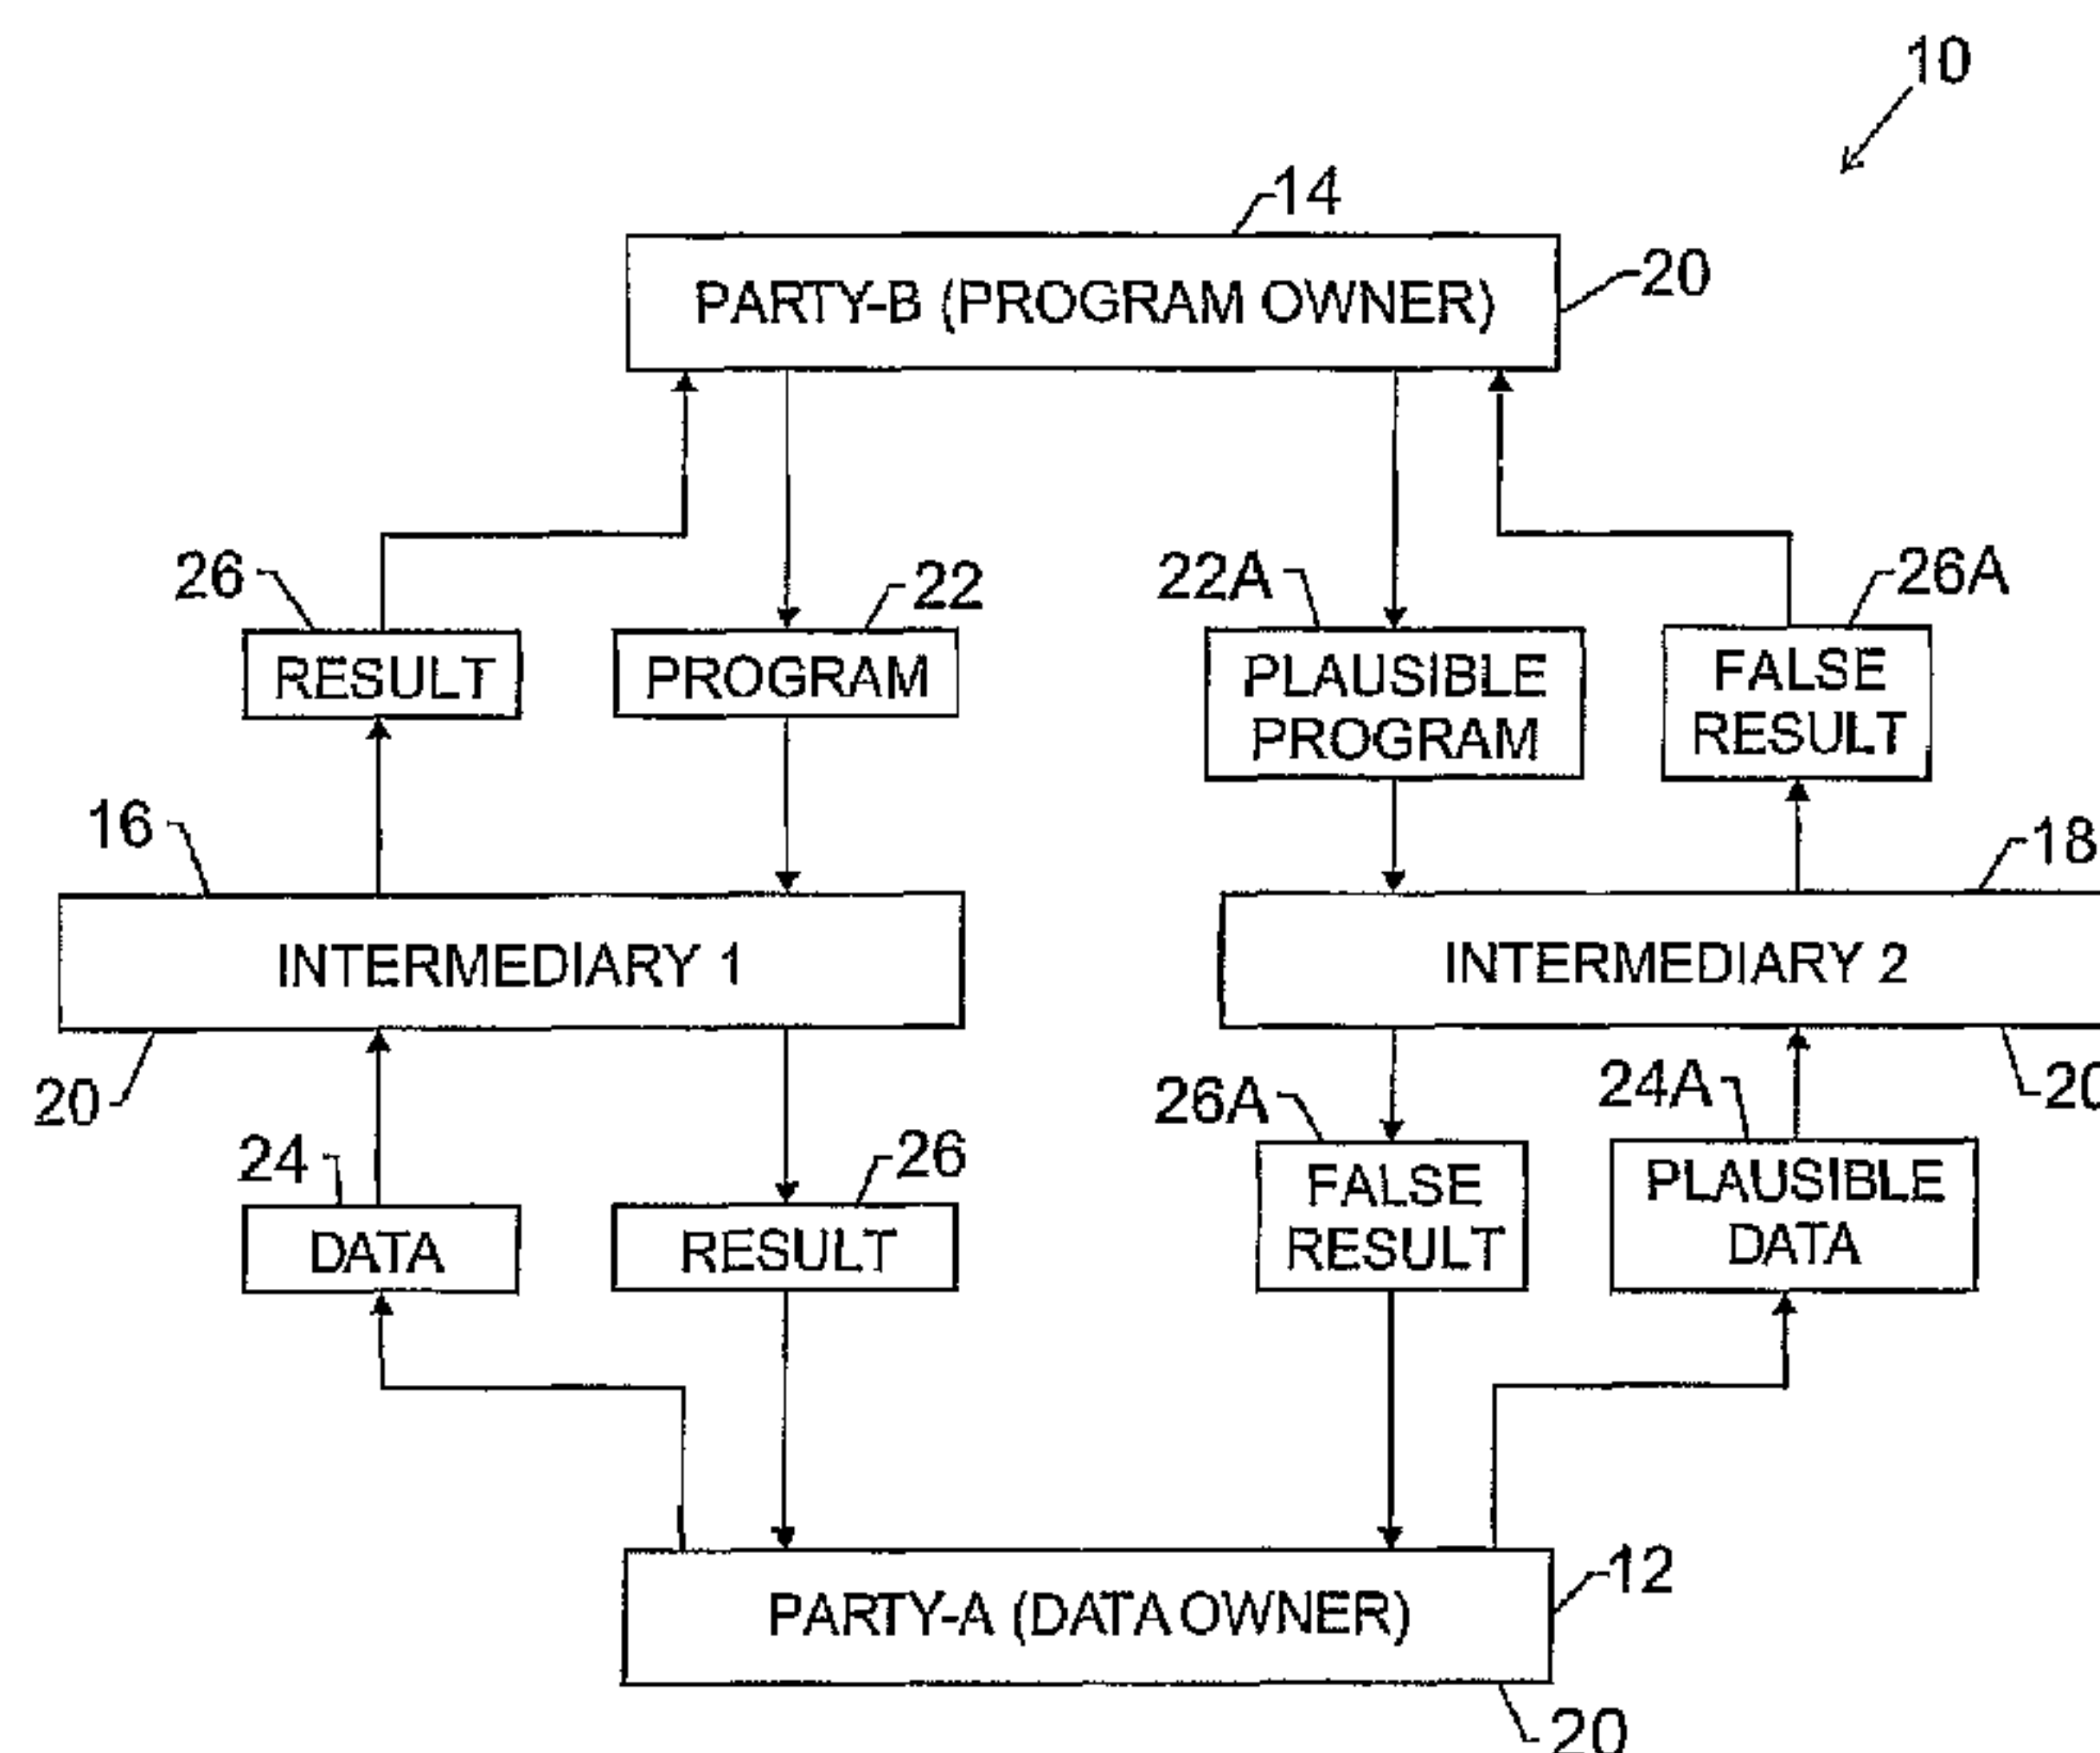 10
14
PARTY-B (PROGRAM OWNER)
20
26
22
22A
26A
RESULT
PROGRAM
PLAUSIBLE
PROGRAM
FALSE
RESULT
16
18
INTERMEDIARY 1
INTERMEDIARY 2
20
20
24
26
26A
24A
DATA
RESULT
FALSE
RESULT
PLAUSIBLE
DATA
12
PARTY-A (DATA OWNER)
20